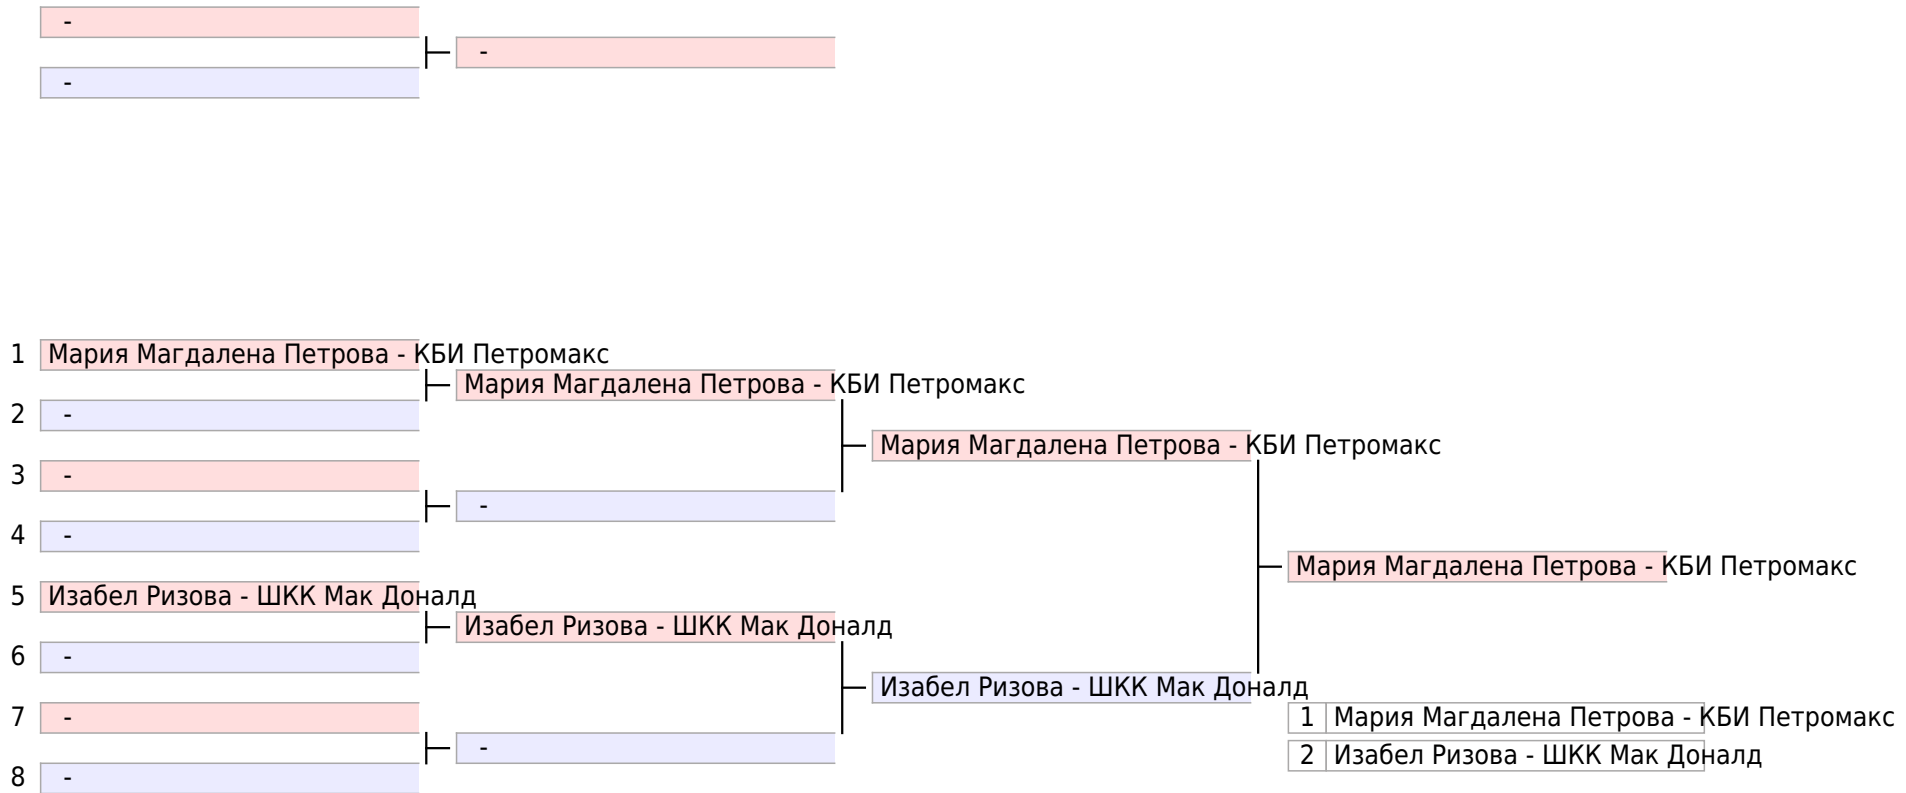 -
-
-
1 Мария Магдалена Петрова - КБИ Петромакс
Мария Магдалена Петрова - КБИ Петромакс
2 -
Мария Магдалена Петрова - КБИ Петромакс
3 -
-
4 -
Мария Магдалена Петрова - КБИ Петромакс
5 Изабел Ризова - ШКК Мак Доналд
Изабел Ризова - ШКК Мак Доналд
6 -
Изабел Ризова - ШКК Мак Доналд
7 -
1 Мария Магдалена Петрова - КБИ Петромакс
-
2 Изабел Ризова - ШКК Мак Доналд
8 -